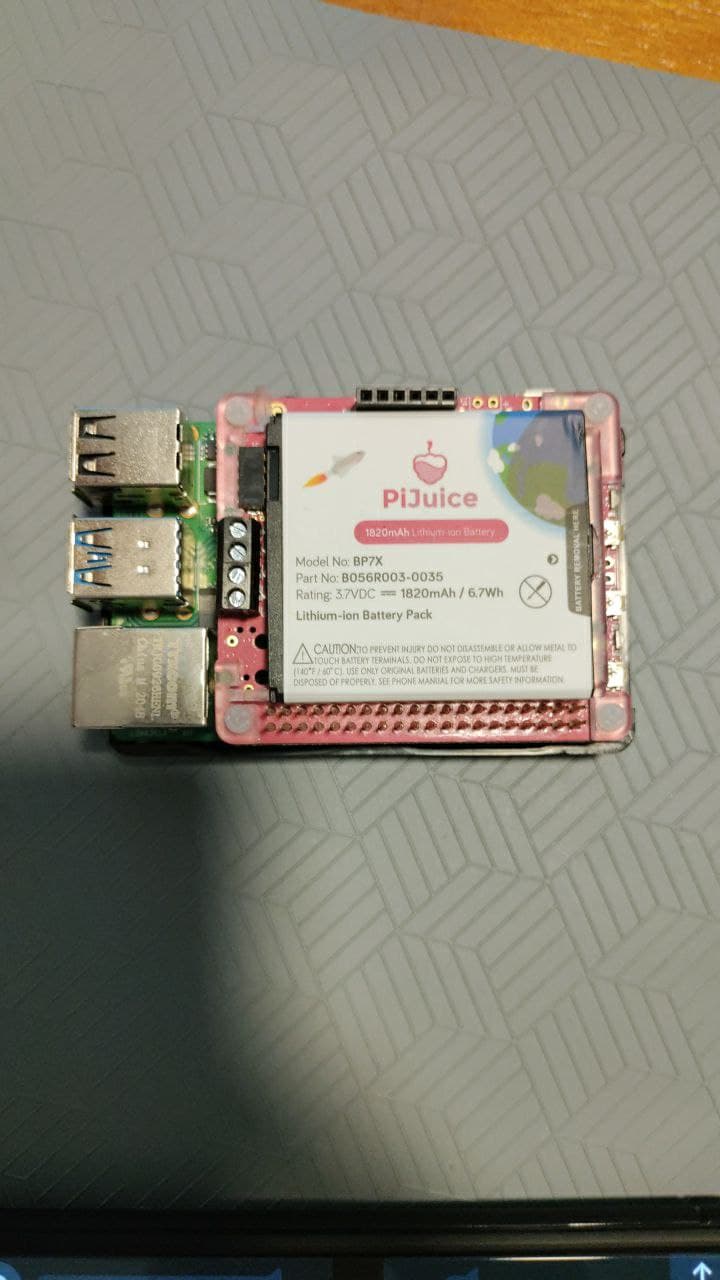 PiJuice
1820mAh Lithium-ion Battery
Model No: BP7X
Part No: B056R003-0035
Rating: 3.7VDC ⎓ 1820mAh / 6.7Wh
Lithium-ion Battery Pack
CAUTION:TO PREVENT INJURY DO NOT DISASSEMBLE OR ALLOW METAL TO
TOUCH BATTERY TERMINALS. DO NOT EXPOSE TO HIGH TEMPERATURE
(140°F / 60°C). USE ONLY ORIGINAL BATTERIES AND CHARGERS. MUST BE
DISPOSED OF PROPERLY. SEE PHONE MANUAL FOR MORE SAFETY INFORMATION.
BATTERY REMOVAL HERE